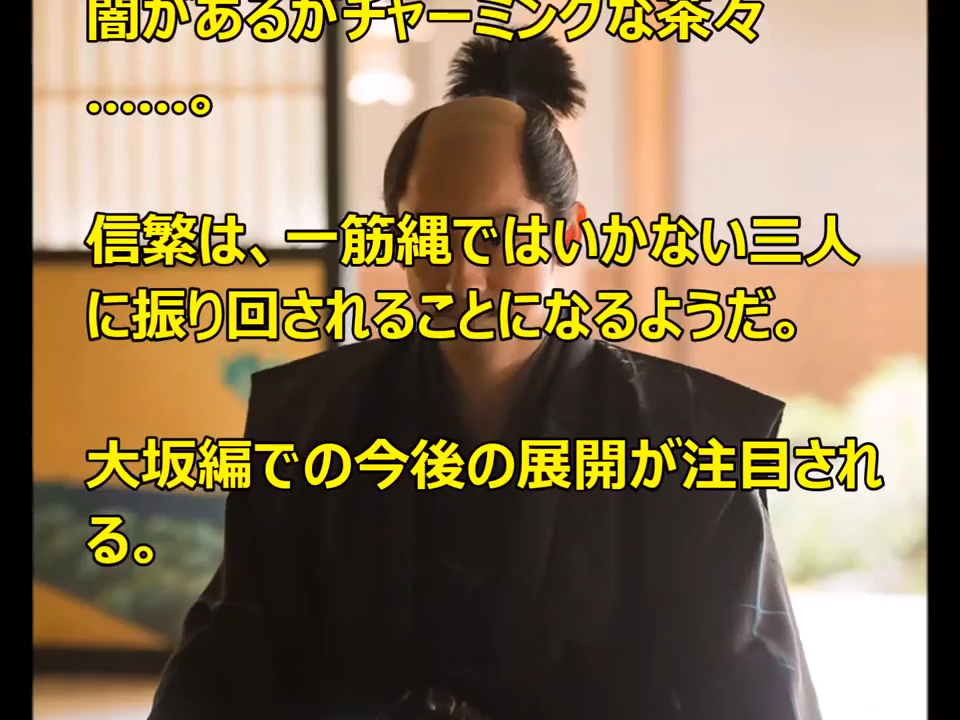 闇があるがチャーミングな茶々
……。
信繁は、一筋縄ではいかない三人
に振り回されることになるようだ。
大坂編での今後の展開が注目され
る。